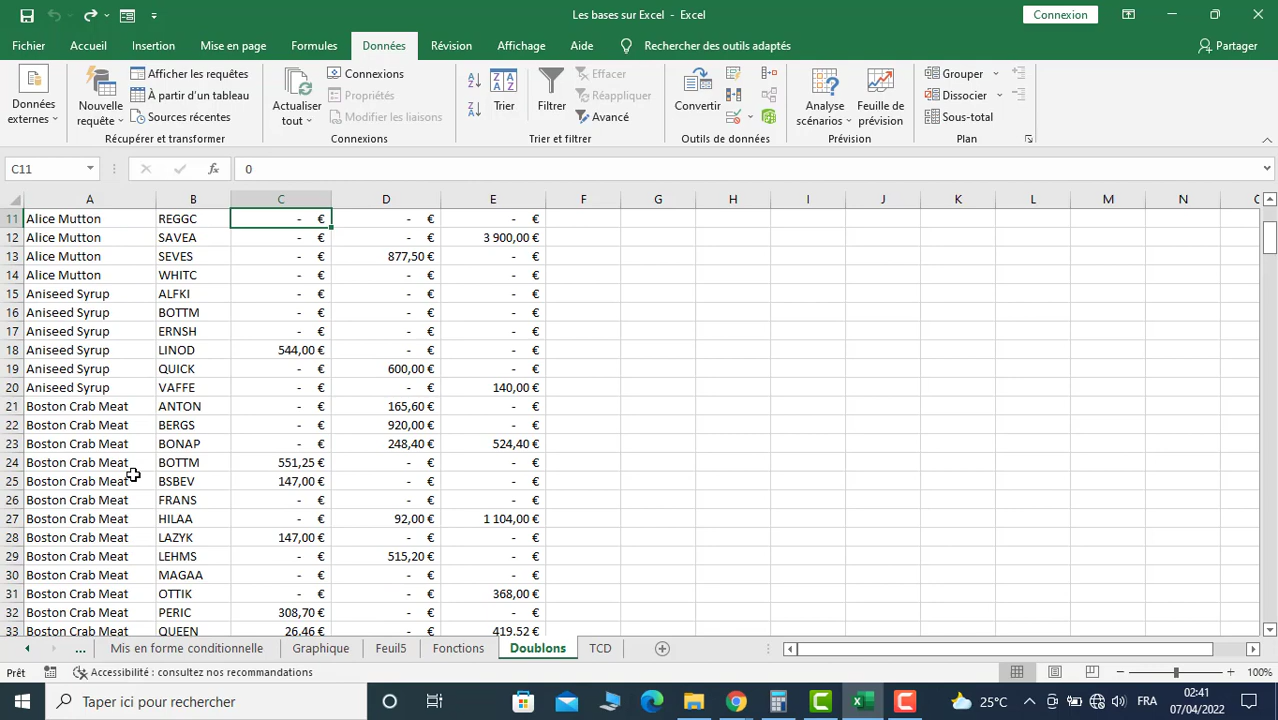 Les bases sur Excel - Excel
Connexion
Fichier Accueil Insertion Mise en page Formules Données Révision Affichage Aide Rechercher des outils adaptés Partager
Données externes
Nouvelle requête
Afficher les requêtes
À partir d'un tableau
Sources récentes
Récupérer et transformer
Actualiser tout
Connexions
Propriétés
Modifier les liaisons
Connexions
Trier
Filtrer
Effacer
Réappliquer
Avancé
Trier et filtrer
Convertir
Outils de données
Analyse scénarios
Feuille de prévision
Prévision
Grouper
Dissocier
Sous-total
Plan
C11 fx 0
A B C D E F G H I J K L M N
11 Alice Mutton REGGC - € - € - €
12 Alice Mutton SAVEA - € - € 3 900,00 €
13 Alice Mutton SEVES - € 877,50 € - €
14 Alice Mutton WHITC - € - € - €
15 Aniseed Syrup ALFKI - € - € - €
16 Aniseed Syrup BOTTM - € - € - €
17 Aniseed Syrup ERNSH - € - € - €
18 Aniseed Syrup LINOD 544,00 € - € - €
19 Aniseed Syrup QUICK - € 600,00 € - €
20 Aniseed Syrup VAFFE - € - € 140,00 €
21 Boston Crab Meat ANTON - € 165,60 € - €
22 Boston Crab Meat BERGS - € 920,00 € - €
23 Boston Crab Meat BONAP - € 248,40 € 524,40 €
24 Boston Crab Meat BOTTM 551,25 € - € - €
25 Boston Crab Meat BSBEV 147,00 € - € - €
26 Boston Crab Meat FRANS - € - € - €
27 Boston Crab Meat HILAA - € 92,00 € 1 104,00 €
28 Boston Crab Meat LAZYK 147,00 € - € - €
29 Boston Crab Meat LEHMS - € 515,20 € - €
30 Boston Crab Meat MAGAA - € - € - €
31 Boston Crab Meat OTTIK - € - € 368,00 €
32 Boston Crab Meat PERIC 308,70 € - € - €
33 Boston Crab Meat QUEEN 26,46 € - € 419,52 €
... Mis en forme conditionnelle Graphique Feuil5 Fonctions Doublons TCD
Prêt Accessibilité : consultez nos recommandations 100%
Taper ici pour rechercher 25°C FRA 02:41
07/04/2022